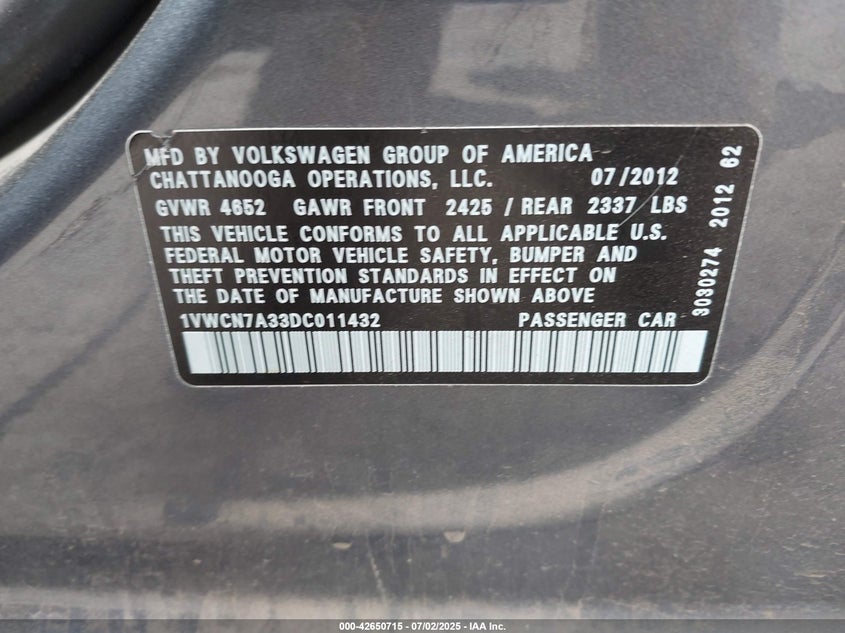 MFD BY VOLKSWAGEN GROUP OF AMERICA
CHATTANOOGA OPERATIONS, LLC. 07/2012
GVWR 4652 GAWR FRONT 2425 / REAR 2337 LBS
THIS VEHICLE CONFORMS TO ALL APPLICABLE U.S.
FEDERAL MOTOR VEHICLE SAFETY, BUMPER AND
THEFT PREVENTION STANDARDS IN EFFECT ON
THE DATE OF MANUFACTURE SHOWN ABOVE
1VWCN7A33DC011432 PASSENGER CAR
3030274 2012 62
000-42650715 - 07/02/2025 - IAA Inc.